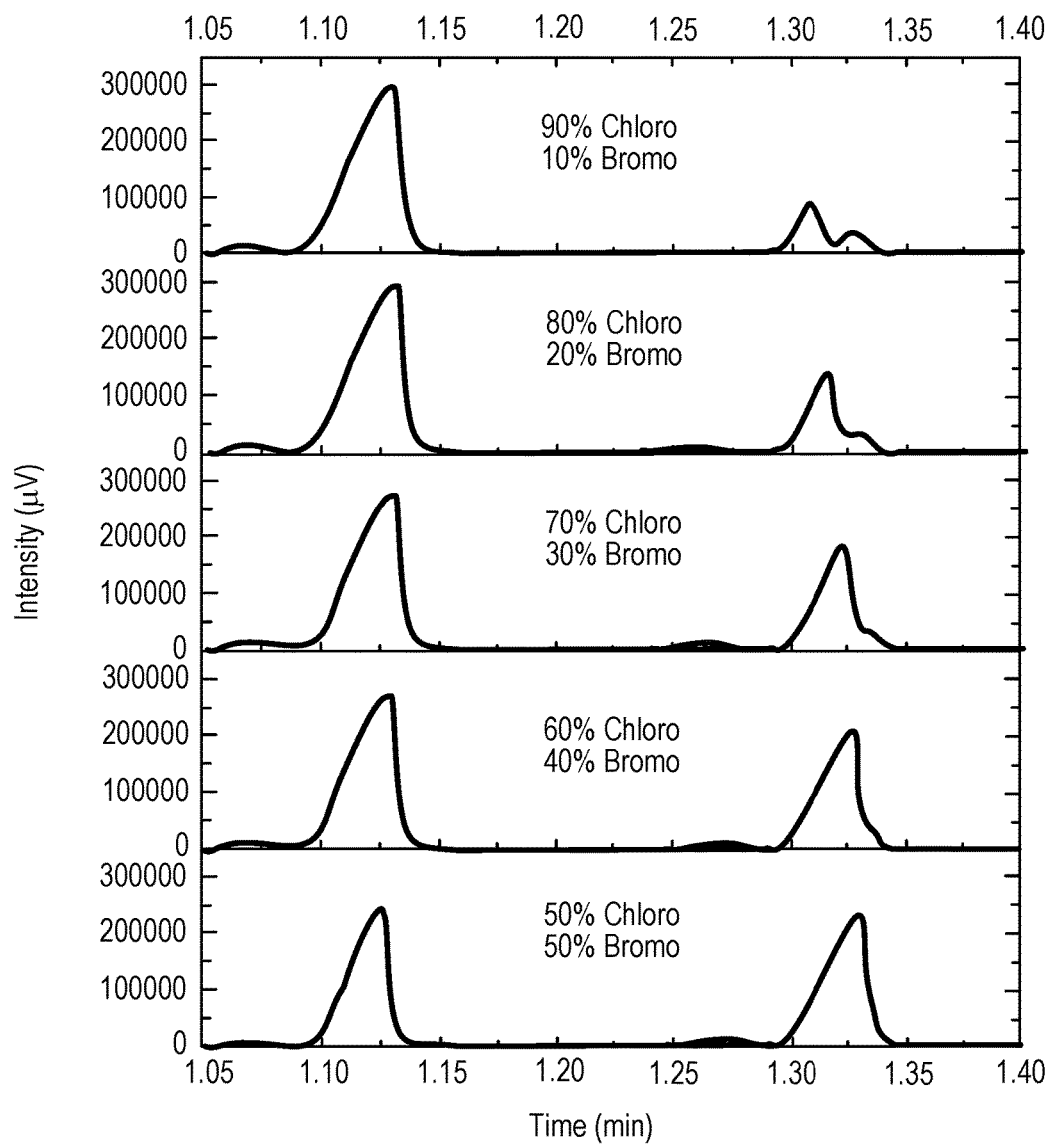 1.05 1.10 1.15 1.20 1.25 1.30 1.35 1.40
300000
200000
100000
0
90% Chloro
10% Bromo
300000
200000
100000
0
80% Chloro
20% Bromo
300000
200000
100000
0
70% Chloro
30% Bromo
300000
200000
100000
0
60% Chloro
40% Bromo
300000
200000
100000
0
50% Chloro
50% Bromo
Intensity (μV)
1.05 1.10 1.15 1.20 1.25 1.30 1.35 1.40
Time (min)